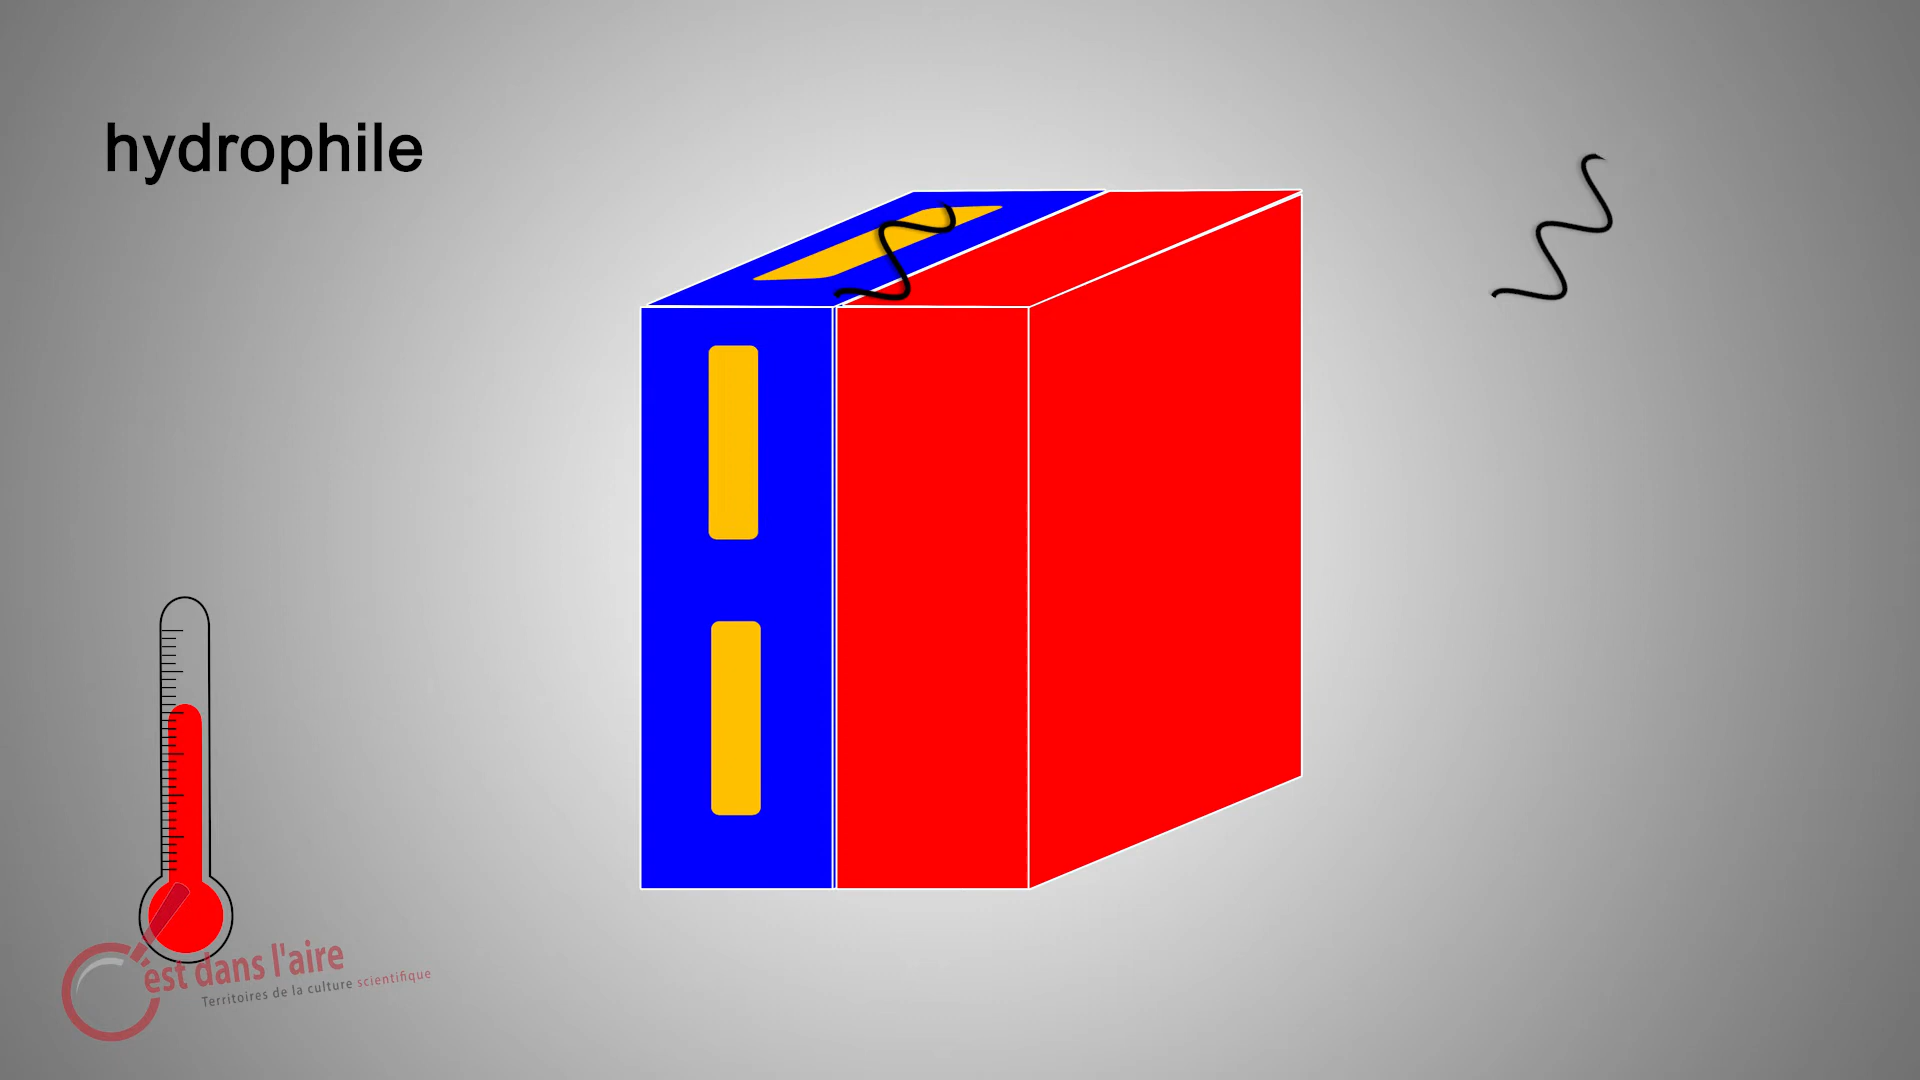 hydrophile
C'est dans l'aire
Territoires de la culture scientifique